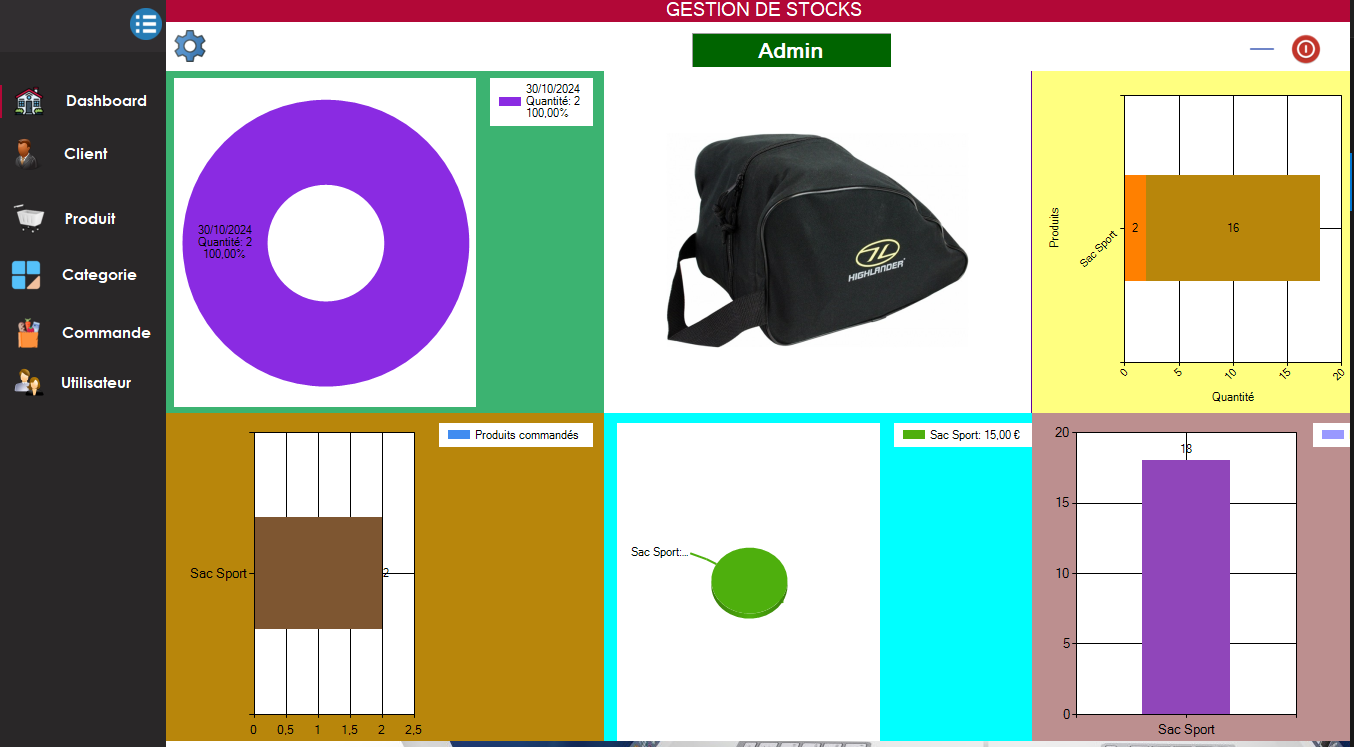 GESTION DE STOCKS
Admin
Dashboard
Client
Produit
Categorie
Commande
Utilisateur
30/10/2024
Quantité: 2
100,00%
30/10/2024
Quantité: 2
100,00%
HIGHLANDER
Produits
Sac Sport
2
16
0
5
10
15
20
Quantité
Produits commandés
Sac Sport
2
0
0,5
1
1,5
2
2,5
Sac Sport: 15,00 €
Sac Sport:...
20
15
10
5
0
18
Sac Sport